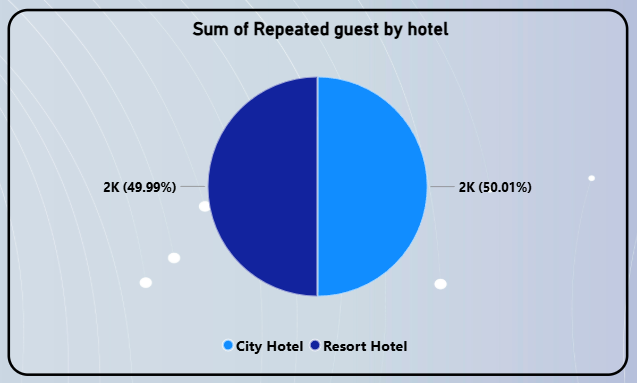 Sum of Repeated guest by hotel
2K (49.99%)
2K (50.01%)
City Hotel
Resort Hotel